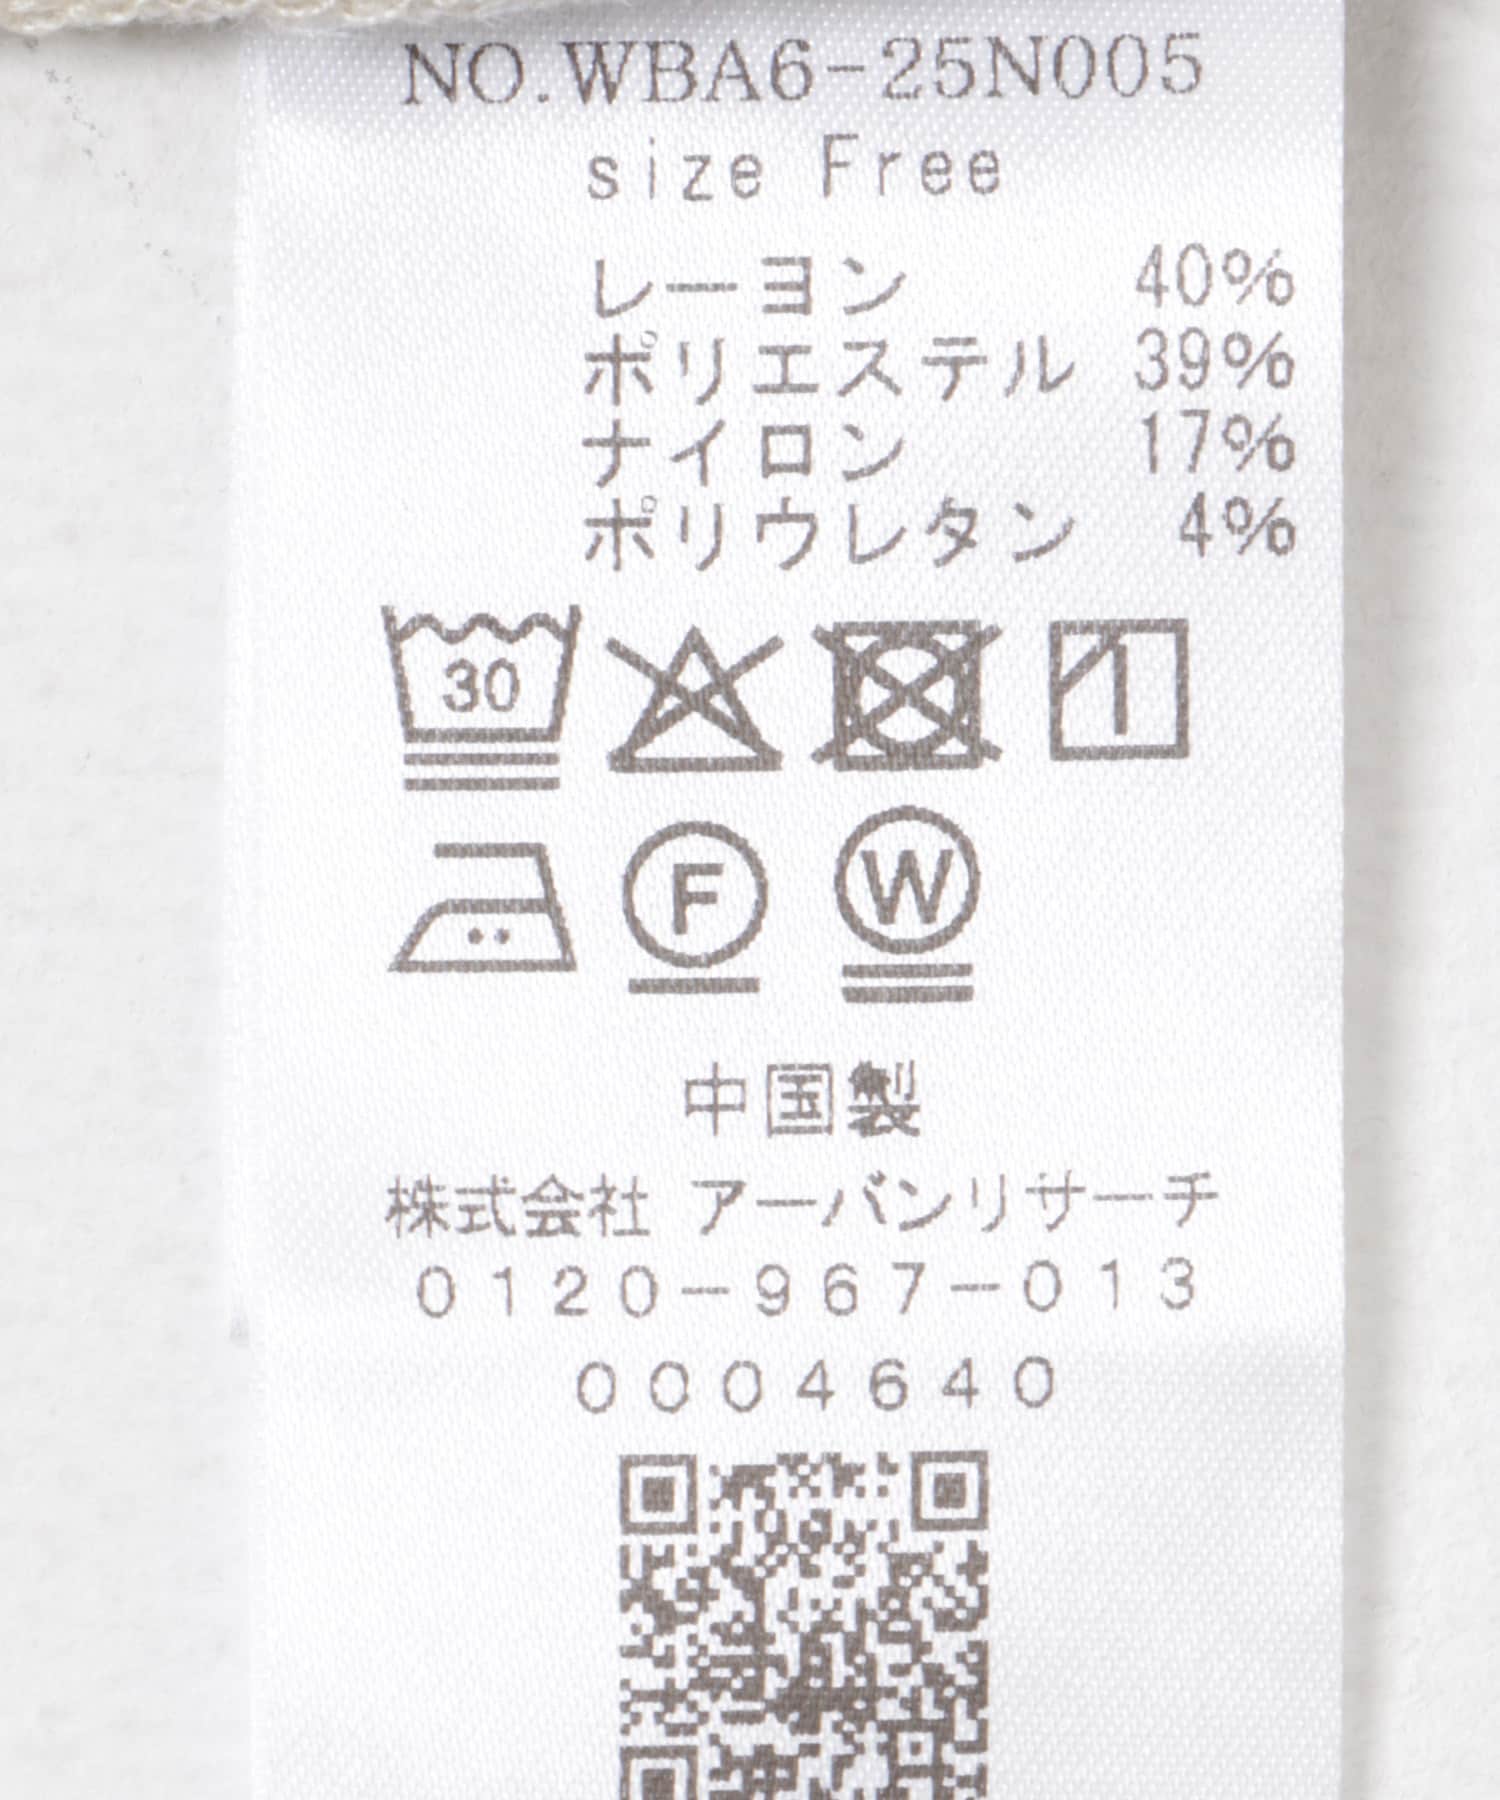 NO.WBA6-25N005
size Free
レーヨン 40%
ポリエステル 39%
ナイロン 17%
ポリウレタン 4%
30
F W
中国製
株式会社 アーバンリサーチ
0120-967-013
0004640